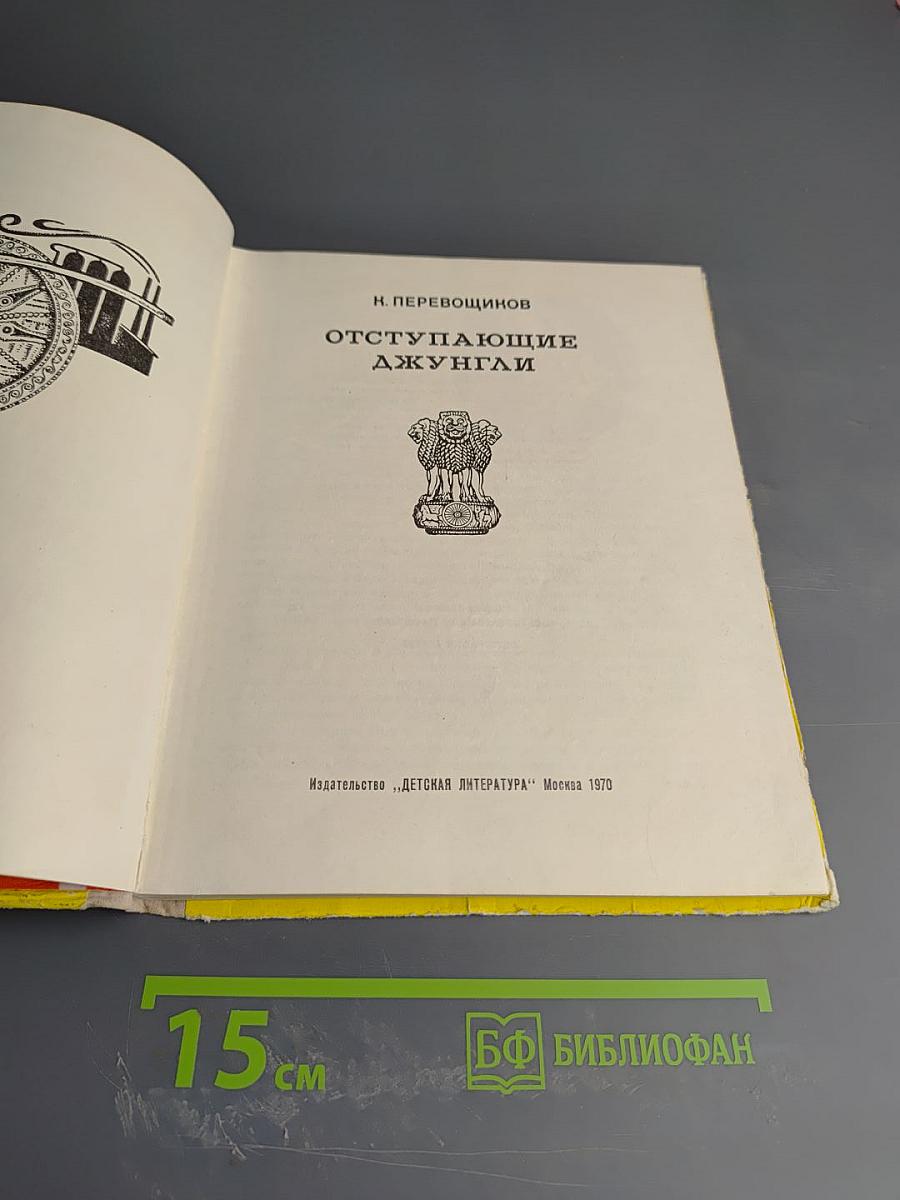 К. ПЕРЕВОЩИКОВ
ОТСТУПАЮЩИЕ
ДЖУНГЛИ
Издательство „ДЕТСКАЯ ЛИТЕРАТУРА“ Москва 1970
15 СМ
БФ БИБЛИОФАН